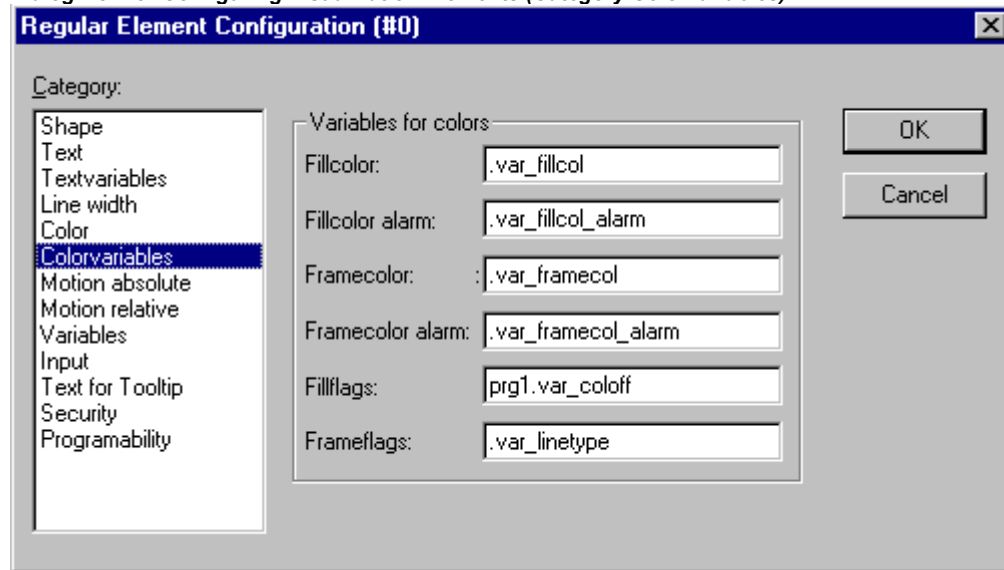 Regular Element Configuration (#0)
Category:
Shape
Text
Textvariables
Line width
Color
Colorvariables
Motion absolute
Motion relative
Variables
Input
Text for Tooltip
Security
Programability
Variables for colors
Fillcolor:
.var_fillcol
Fillcolor alarm:
.var_fillcol_alarm
Framecolor: :
.var_framecol
Framecolor alarm:
.var_framecol_alarm
Fillflags:
prg1.var_coloff
Frameflags:
.var_linetype
OK
Cancel